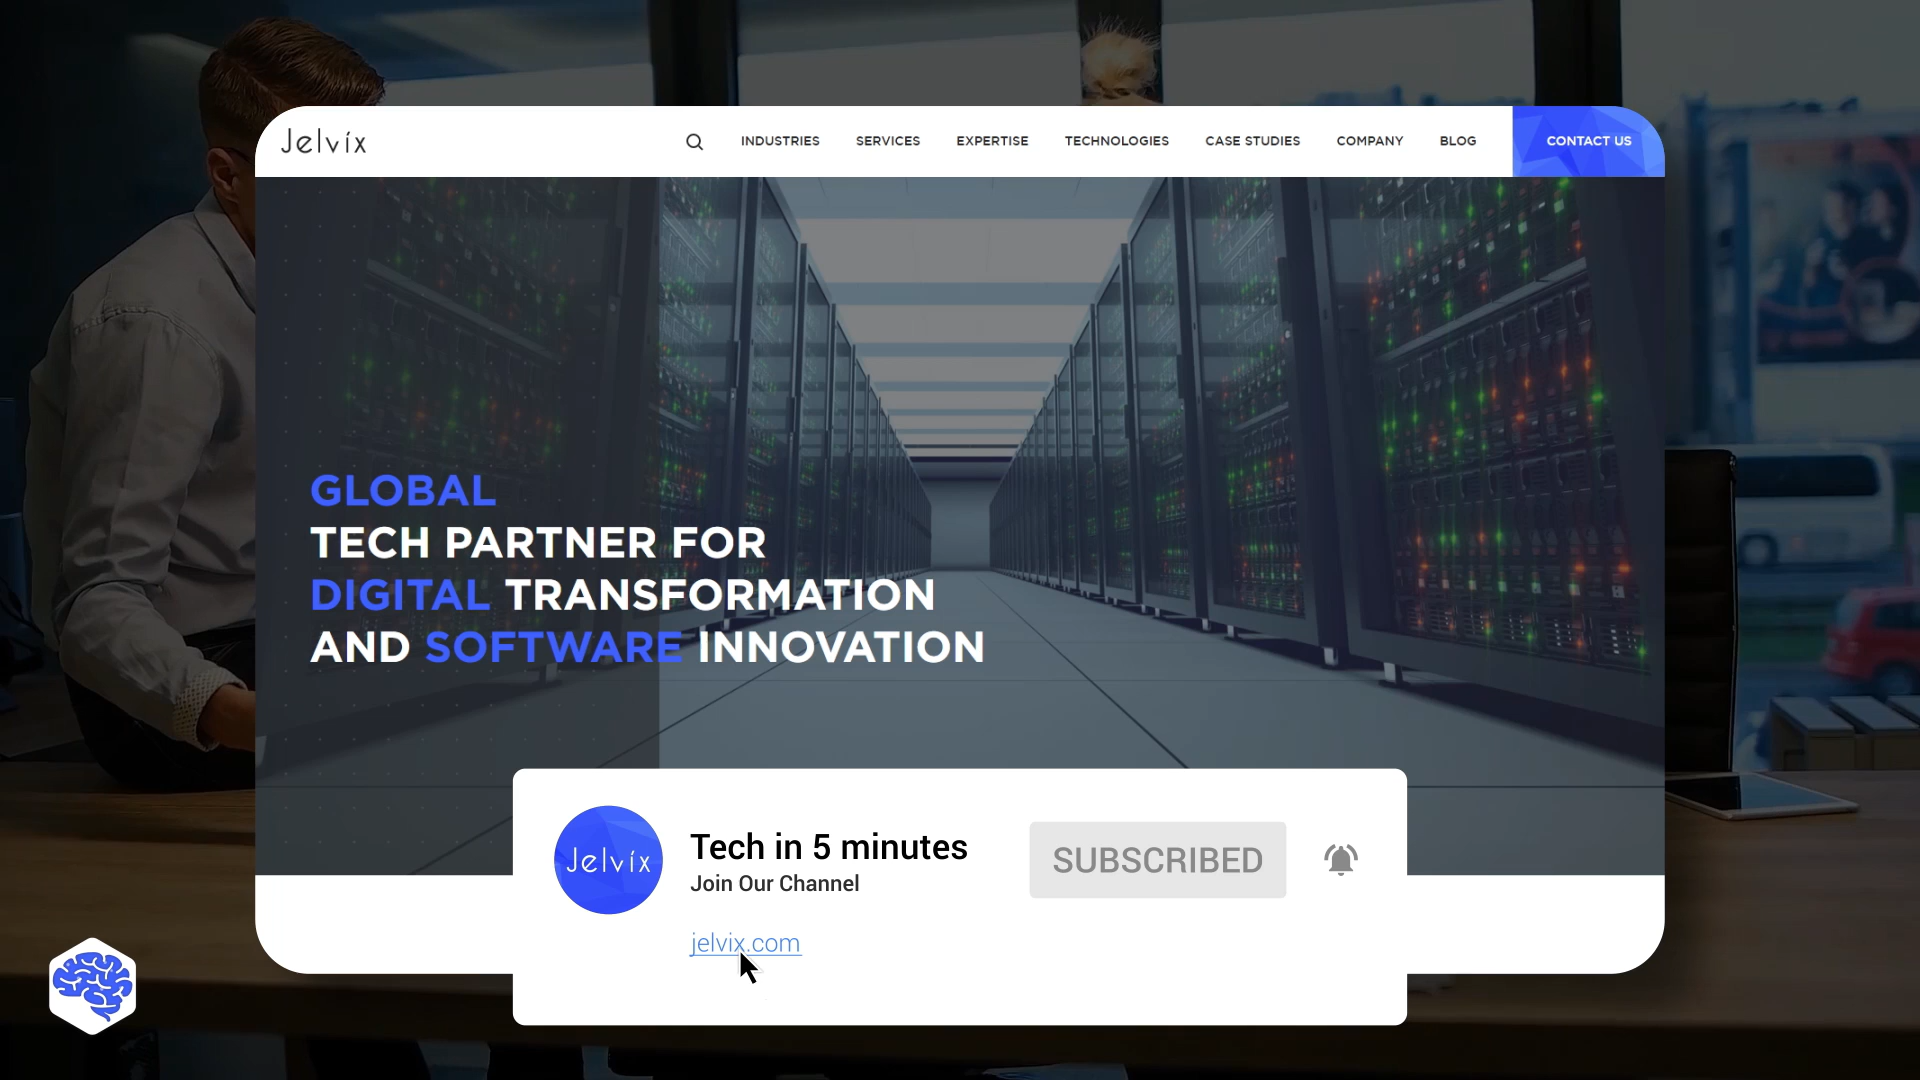 Jelvix
INDUSTRIES SERVICES EXPERTISE TECHNOLOGIES CASE STUDIES COMPANY BLOG CONTACT US
GLOBAL
TECH PARTNER FOR
DIGITAL TRANSFORMATION
AND SOFTWARE INNOVATION
Jelvix
Tech in 5 minutes
Join Our Channel
SUBSCRIBED
jelvix.com